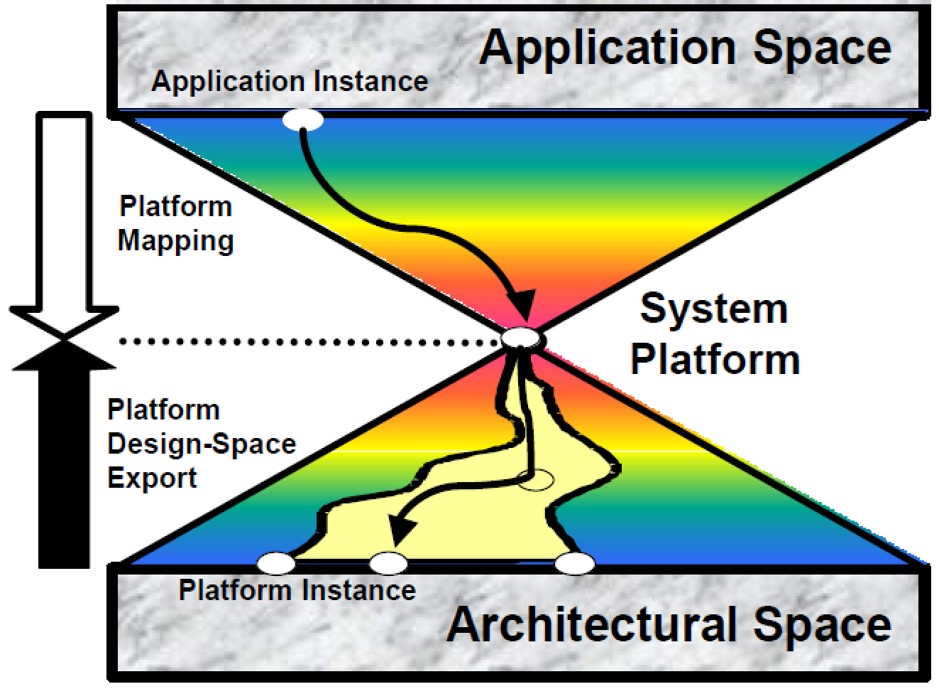 Application Space
Application Instance
Platform
Mapping
System
Platform
Platform
Design-Space
Export
Platform Instance
Architectural Space